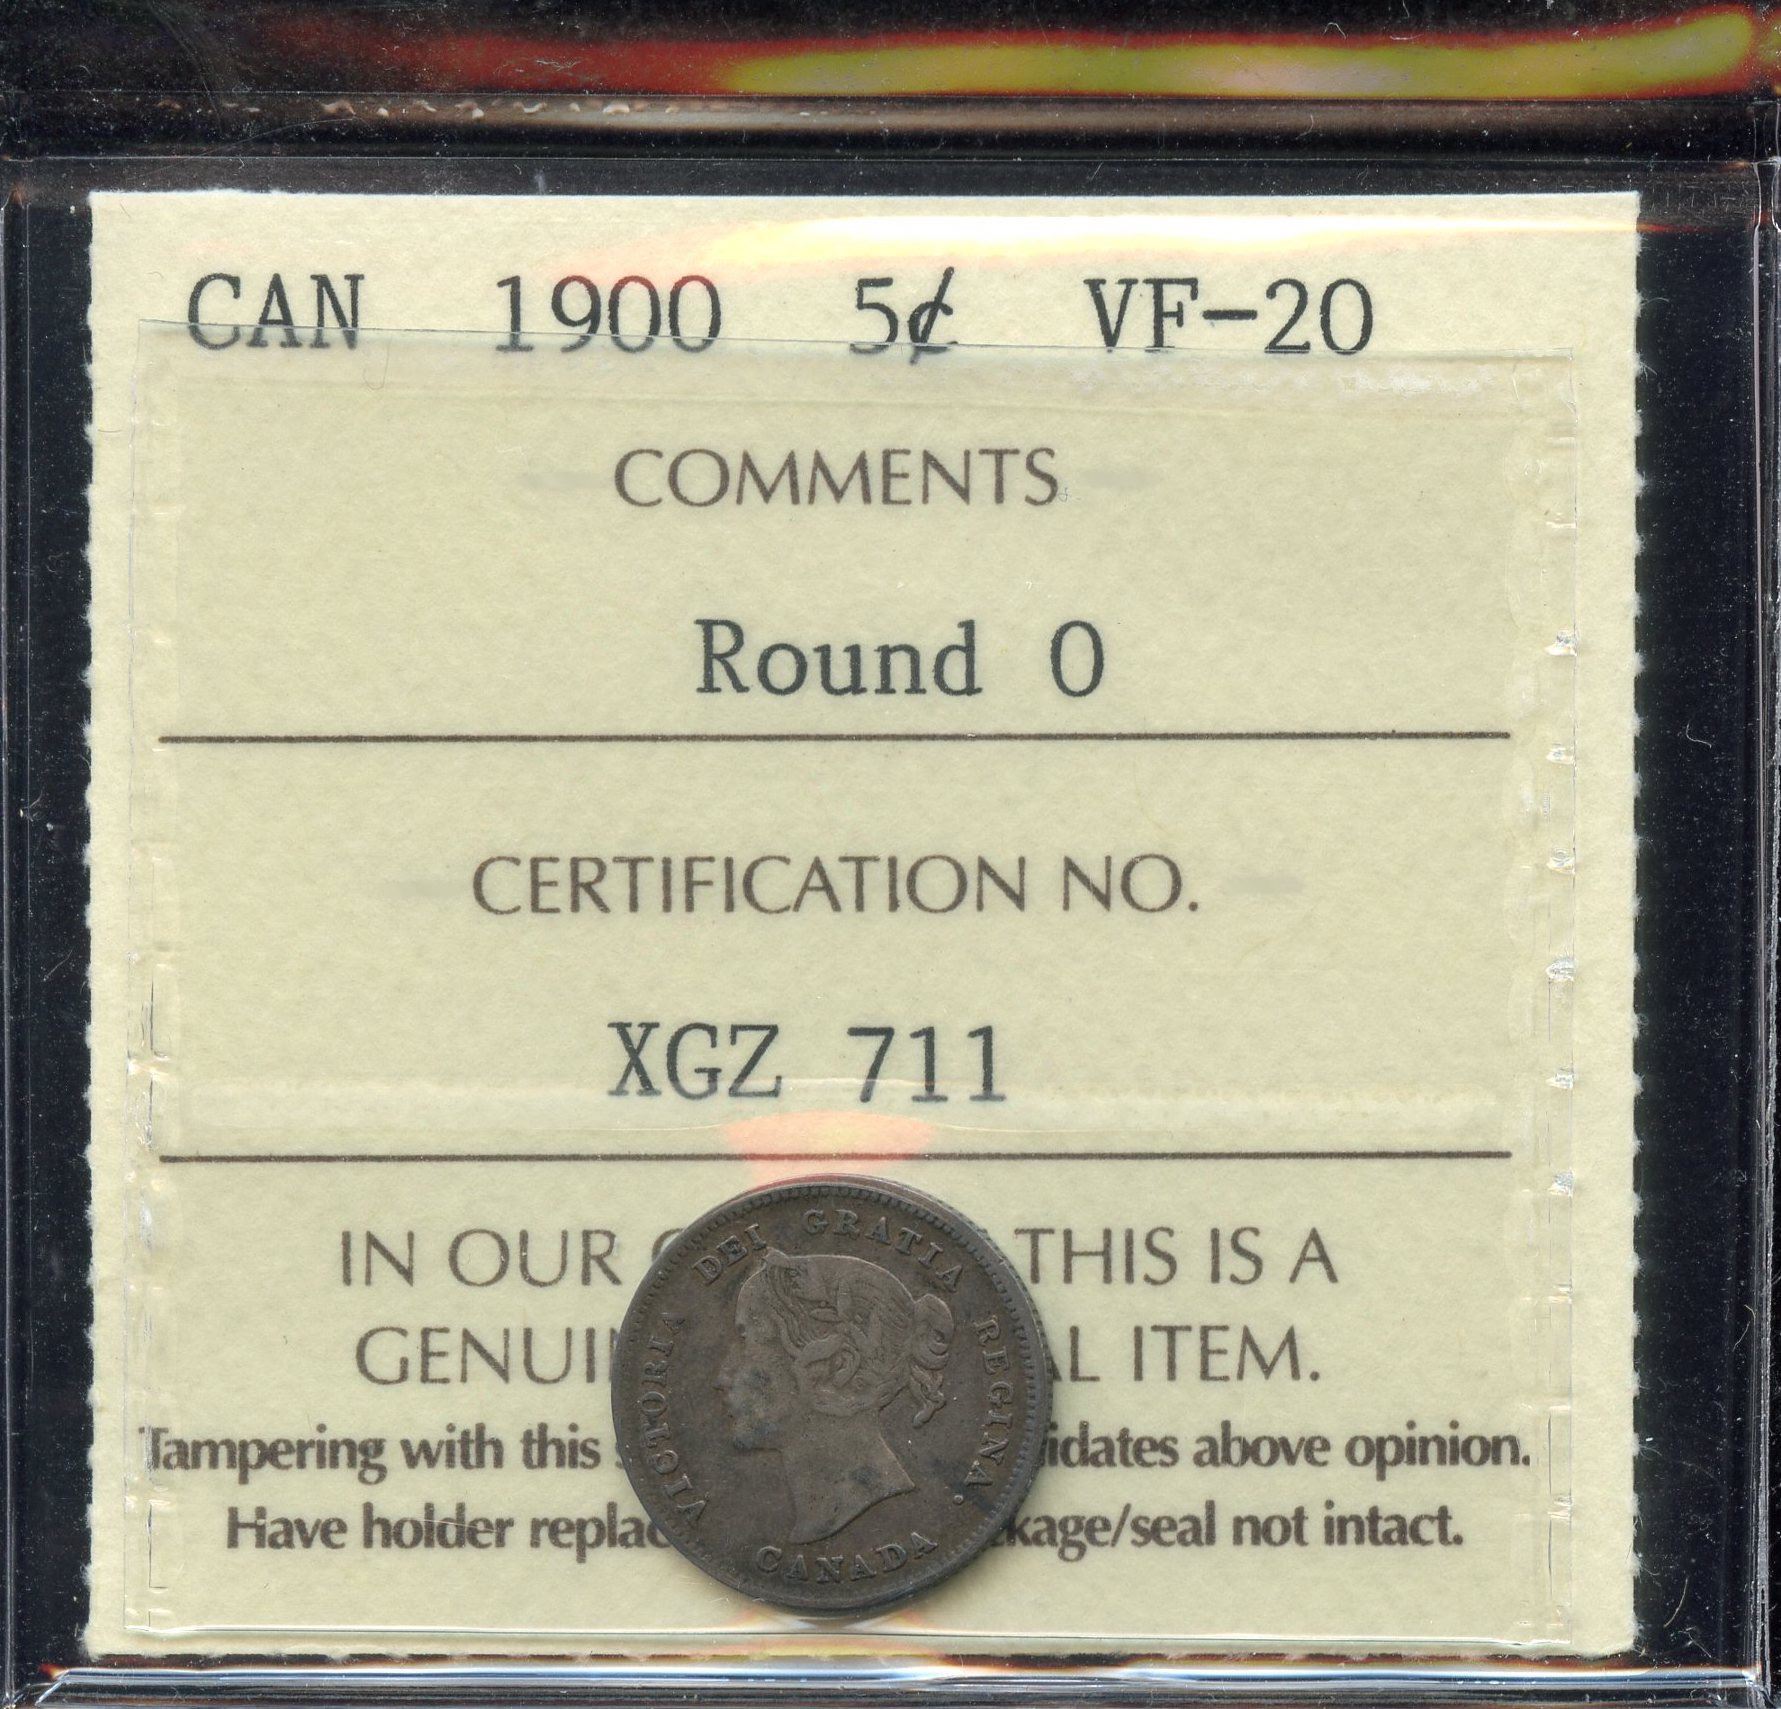 CAN 1900 5¢ VF-20
COMMENTS
Round 0
CERTIFICATION NO.
XGZ 711
IN OUR THIS IS A
GENUI AL ITEM.
Tampering with this idates above opinion.
Have holder replac kage/seal not intact.
VICTORIA DEI GRATIA REGINA.
CANADA